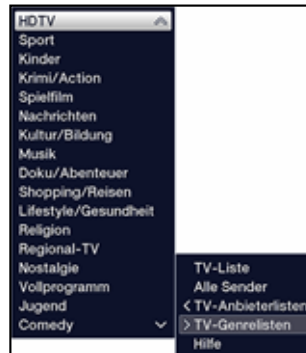 HDTV
Sport
Kinder
Krimi/Action
Spielfilm
Nachrichten
Kultur/Bildung
Musik
Doku/Abenteuer
Shopping/Reisen
Lifestyle/Gesundheit
Religion
Regional-TV
Nostalgie
Vollprogramm
Jugend
Comedy
TV-Liste
Alle Sender
< TV-Anbieterlisten
> TV-Genrelisten
Hilfe